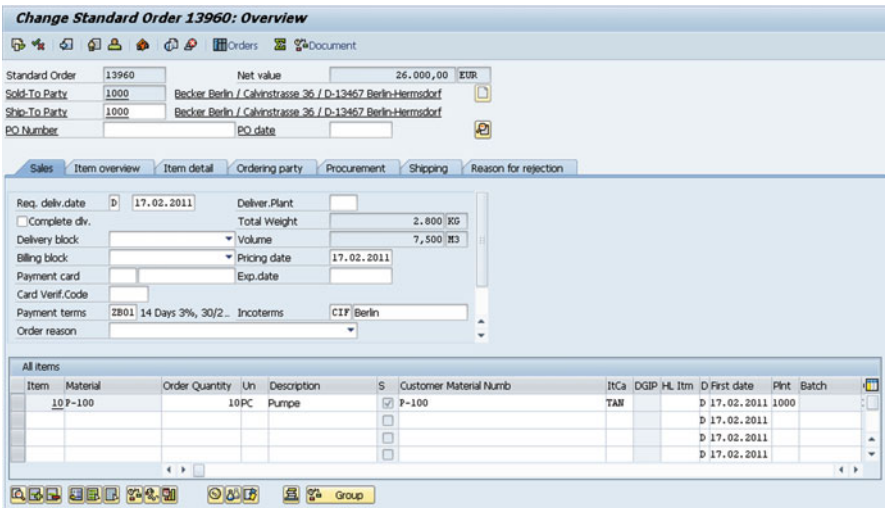 Change Standard Order 13960: Overview
Orders Document
Standard Order 13960 Net value 26.000,00 EUR
Sold-To Party 1000 Becker Berlin / Calvinstrasse 36 / D-13467 Berlin-Hermsdorf
Ship-To Party 1000 Becker Berlin / Calvinstrasse 36 / D-13467 Berlin-Hermsdorf
PO Number PO date
Sales Item overview Item detail Ordering party Procurement Shipping Reason for rejection
Req. deliv.date D 17.02.2011 Deliver.Plant
Complete dlv. Total Weight 2.800 KG
Delivery block Volume 7,500 M3
Billing block Pricing date 17.02.2011
Payment card Exp.date
Card Verif.Code
Payment terms ZB01 14 Days 3%, 30/2... Incoterms CIF Berlin
Order reason
All items
Item Material Order Quantity Un Description S Customer Material Numb ItCa DGIP HL Itm D First date Plnt Batch
10 P-100 10 PC Pumpe P-100 TAN D 17.02.2011 1000
D 17.02.2011
D 17.02.2011
D 17.02.2011
Group